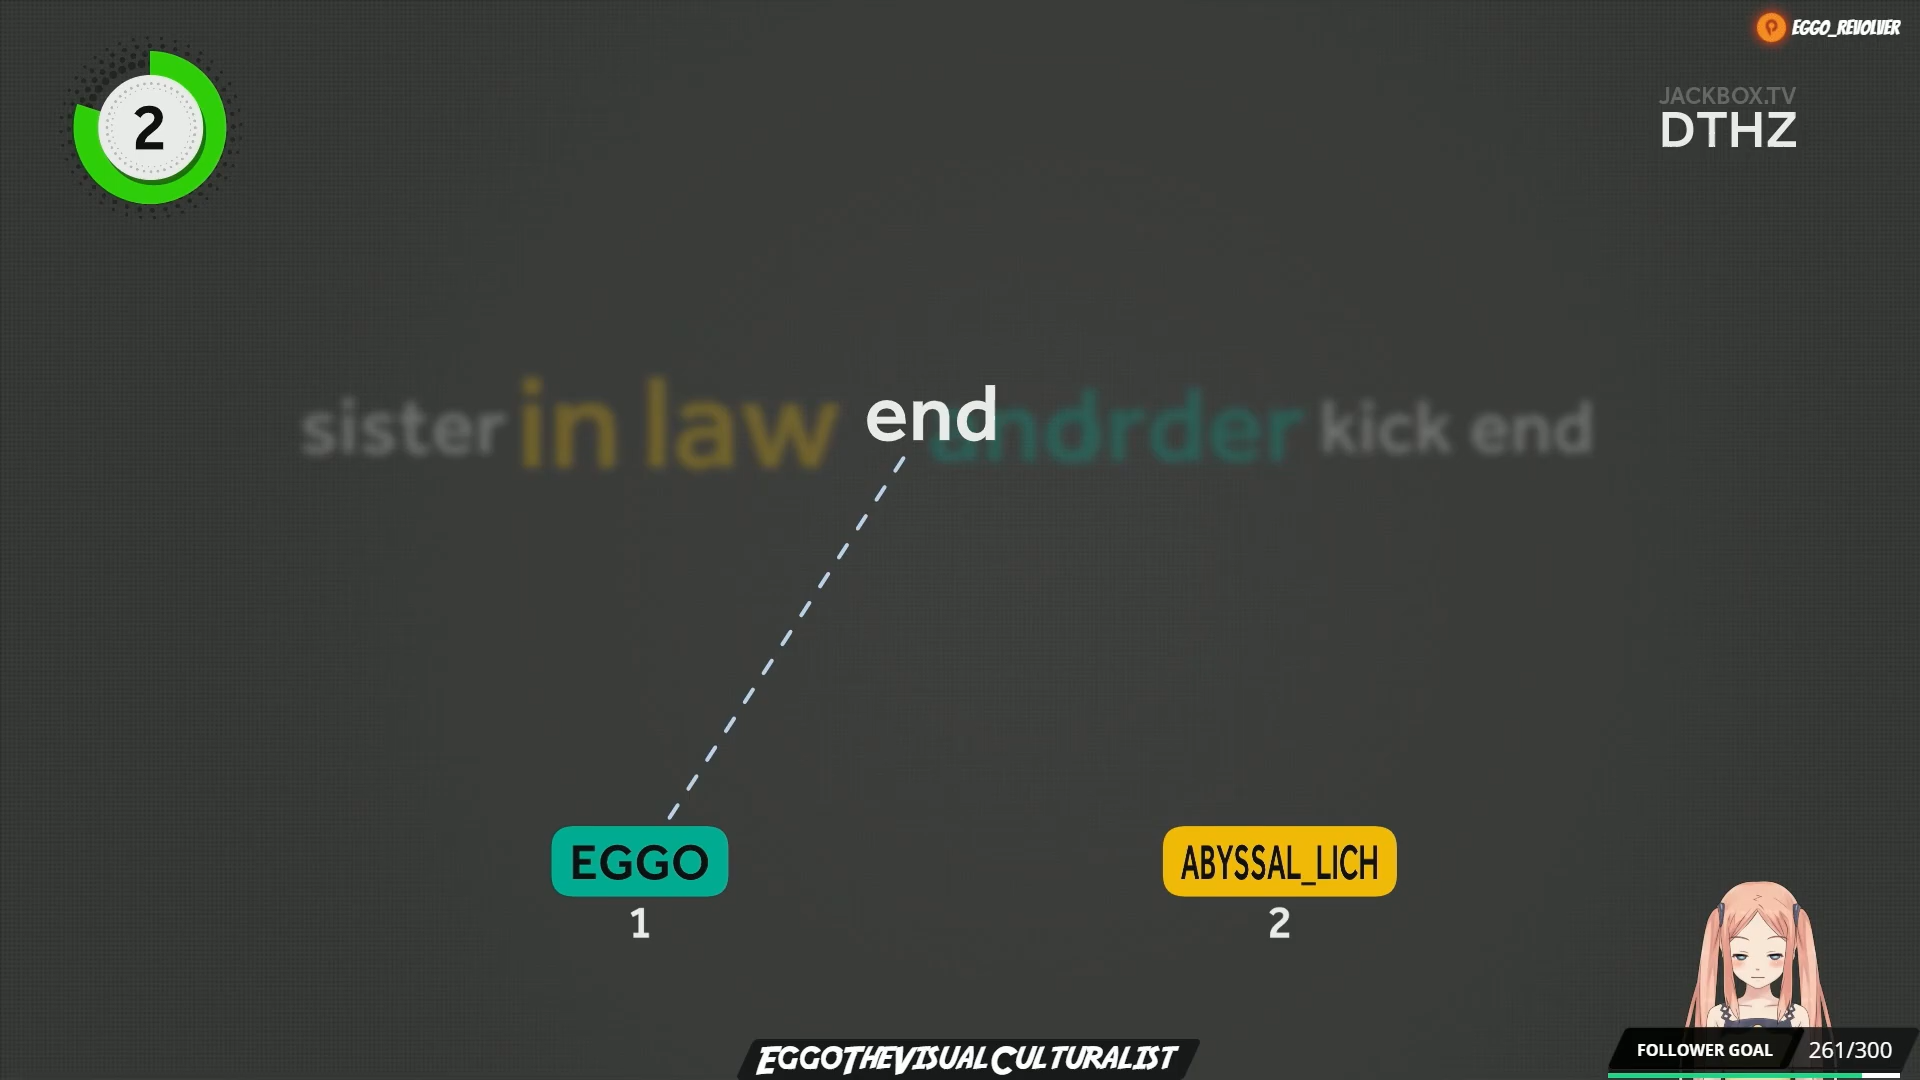 EGGO_REVOLVER
2
JACKBOX.TV
DTHZ
sister in law end kick end
EGGO
1
ABYSSAL_LICH
2
EGGOTHEVISUALCULTURALIST
FOLLOWER GOAL 261/300